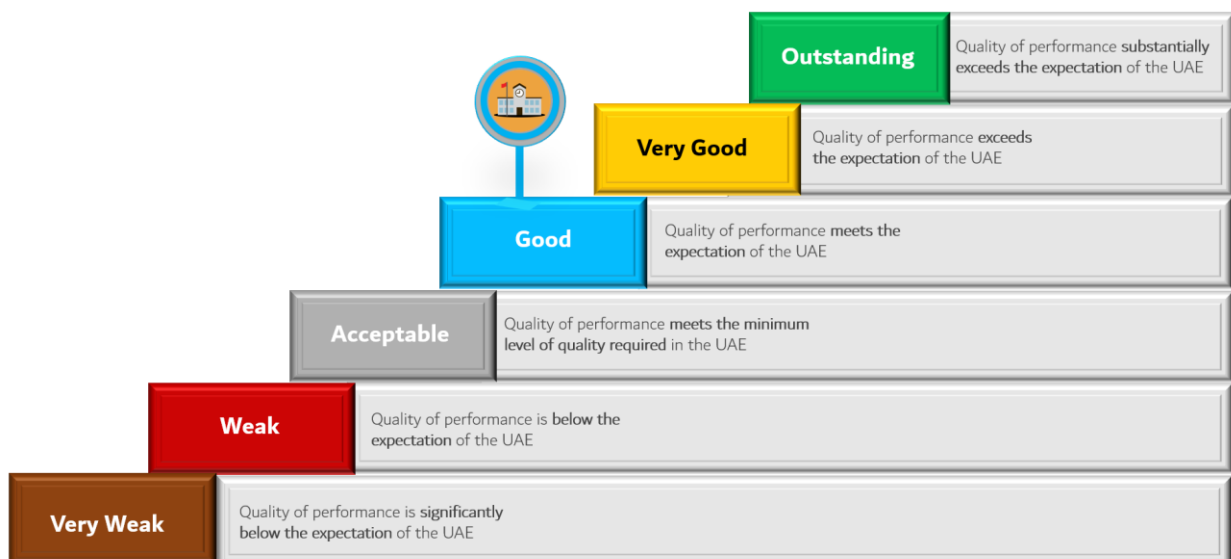 Outstanding
Quality of performance substantially
exceeds the expectation of the UAE
Very Good
Quality of performance exceeds
the expectation of the UAE
Good
Quality of performance meets the
expectation of the UAE
Acceptable
Quality of performance meets the minimum
level of quality required in the UAE
Weak
Quality of performance is below the
expectation of the UAE
Very Weak
Quality of performance is significantly
below the expectation of the UAE